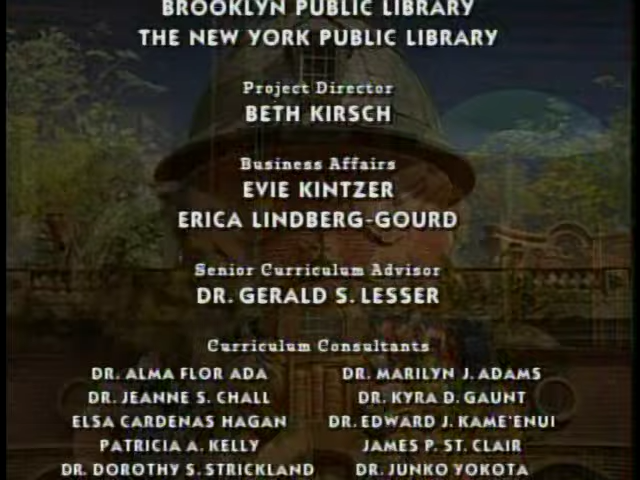 BROOKLYN PUBLIC LIBRARY
THE NEW YORK PUBLIC LIBRARY
Project Director
BETH KIRSCH
Business Affairs
EVIE KINTZER
ERICA LINDBERG-GOURD
Senior Curriculum Advisor
DR. GERALD S. LESSER
Curriculum Consultants
DR. ALMA FLOR ADA DR. MARILYN J. ADAMS
DR. JEANNE S. CHALL DR. KYRA D. GAUNT
ELSA CARDENAS HAGAN DR. EDWARD J. KAME'ENUI
PATRICIA A. KELLY JAMES P. ST. CLAIR
DR. DOROTHY S. STRICKLAND DR. JUNKO YOKOTA